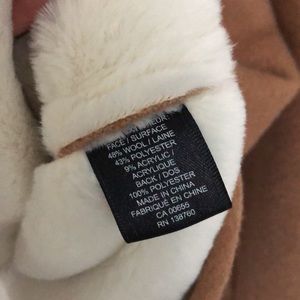 FACE / SURFACE
48% WOOL / LAINE
43% POLYESTER
9% ACRYLIC /
ACRYLIQUE
BACK / DOS
100% POLYESTER
MADE IN CHINA
FABRIQUÉ EN CHINE
CA 00655
RN 138760